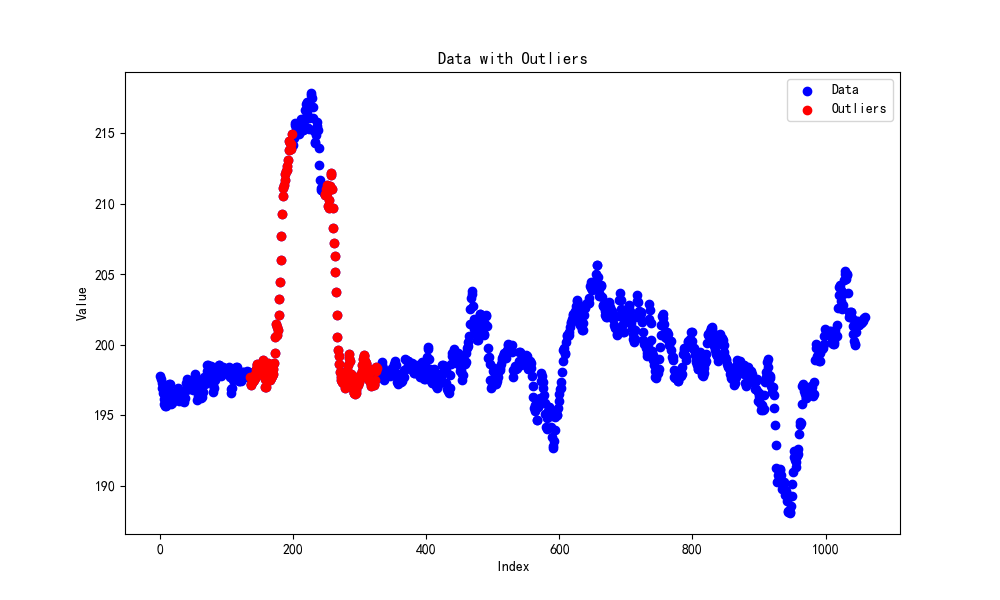 Data with Outliers
Data
Outliers
215
210
205
200
195
190
Value
0 200 400 600 800 1000
Index